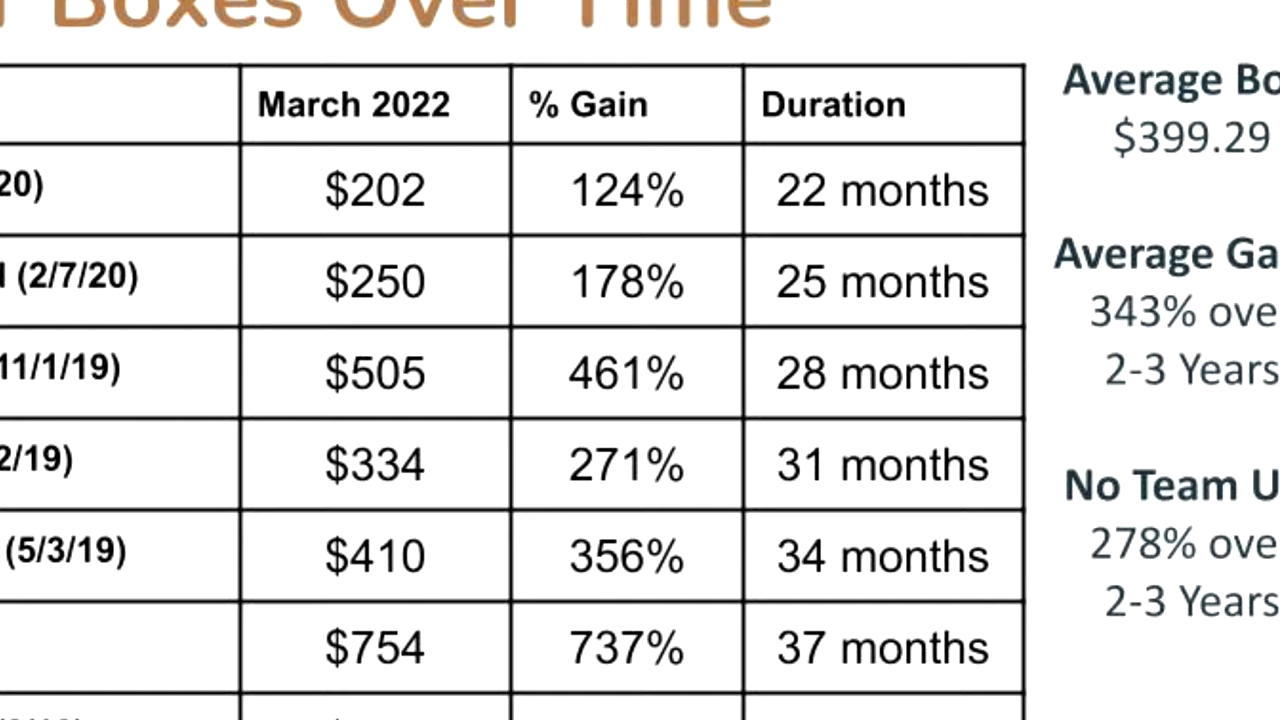 Boxes Over Time
March 2022 % Gain Duration
20) $202 124% 22 months
(2/7/20) $250 178% 25 months
11/1/19) $505 461% 28 months
2/19) $334 271% 31 months
(5/3/19) $410 356% 34 months
$754 737% 37 months
Average Bo
$399.29
Average Ga
343% ove
2-3 Years
No Team U
278% ove
2-3 Years